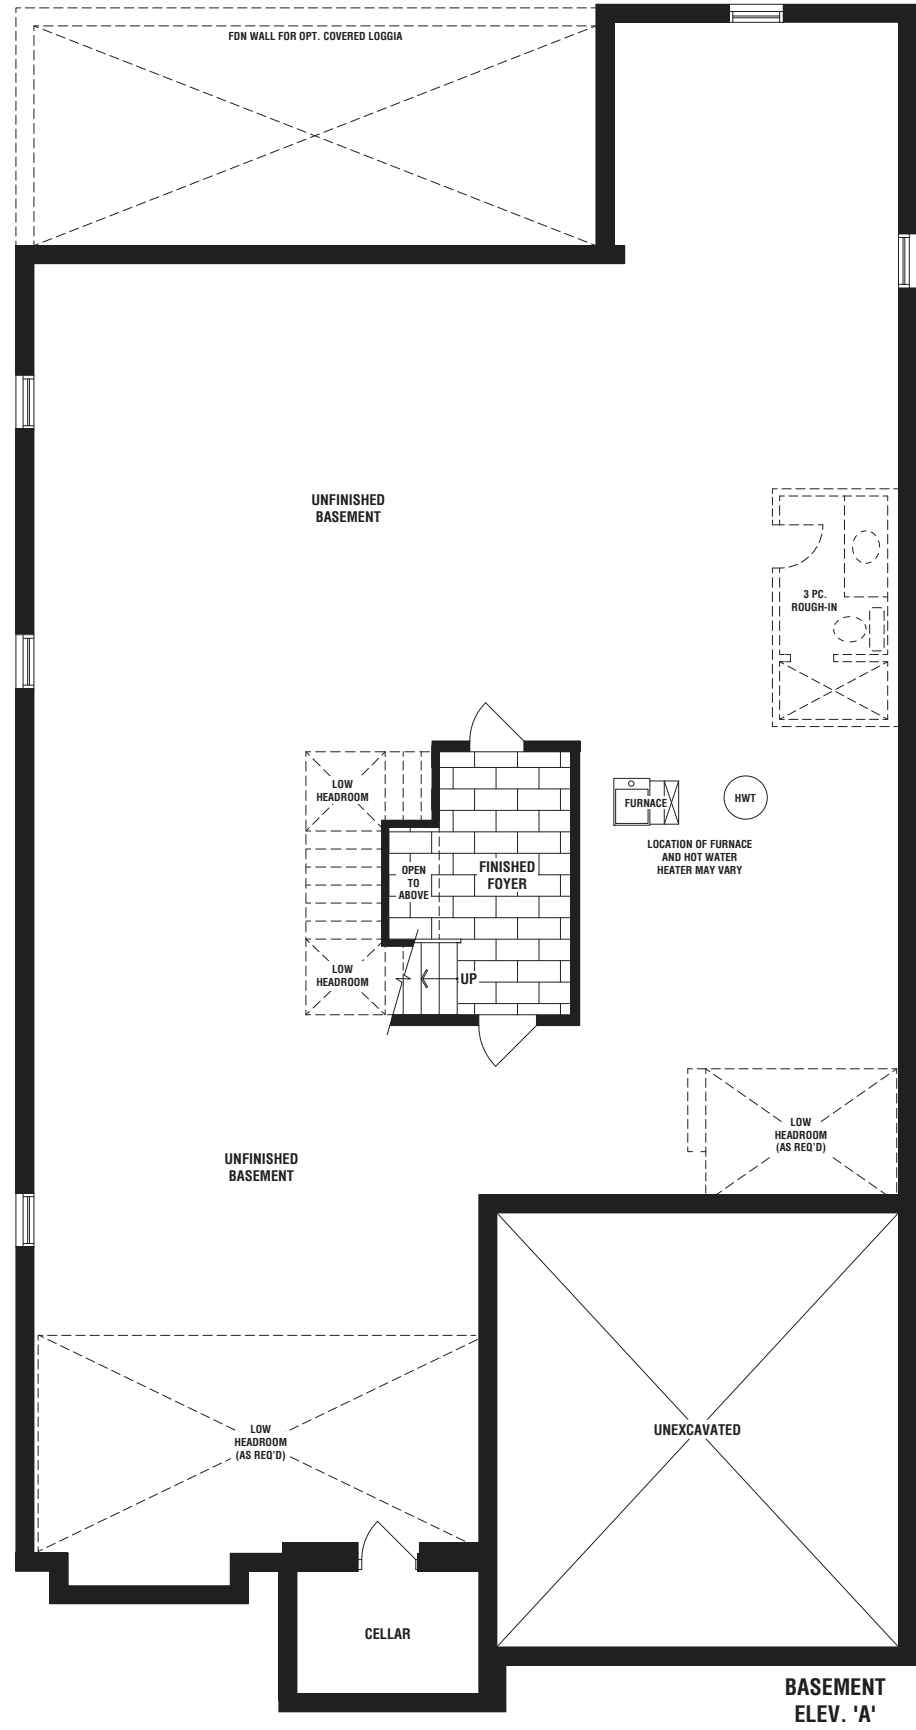 FDN WALL FOR OPT. COVERED LOGGIA
UNFINISHED
BASEMENT
3 PC.
ROUGH-IN
LOW
HEADROOM
FURNACE
HWT
LOCATION OF FURNACE
AND HOT WATER
HEATER MAY VARY
OPEN
TO
ABOVE
FINISHED
FOYER
LOW
HEADROOM
UP
LOW
HEADROOM
(AS REQ'D)
UNFINISHED
BASEMENT
LOW
HEADROOM
(AS REQ'D)
UNEXCAVATED
CELLAR
BASEMENT
ELEV. 'A'